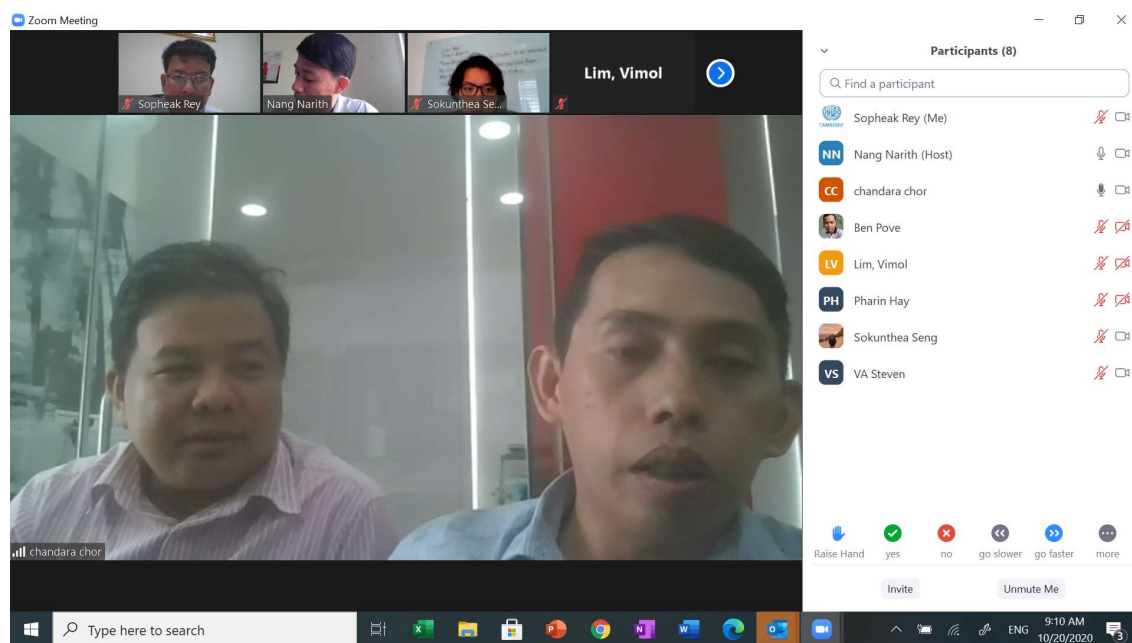 Zoom Meeting
Sopheak Rey
Nang Narith
Sokunthea Se...
Lim, Vimol
chandara chor
Participants (8)
Find a participant
Sopheak Rey (Me)
NN Nang Narith (Host)
CC chandara chor
Ben Pove
LV Lim, Vimol
PH Pharin Hay
Sokunthea Seng
VS VA Steven
Raise Hand yes no go slower go faster more
Invite Unmute Me
Type here to search
ENG
9:10 AM
10/20/2020
3